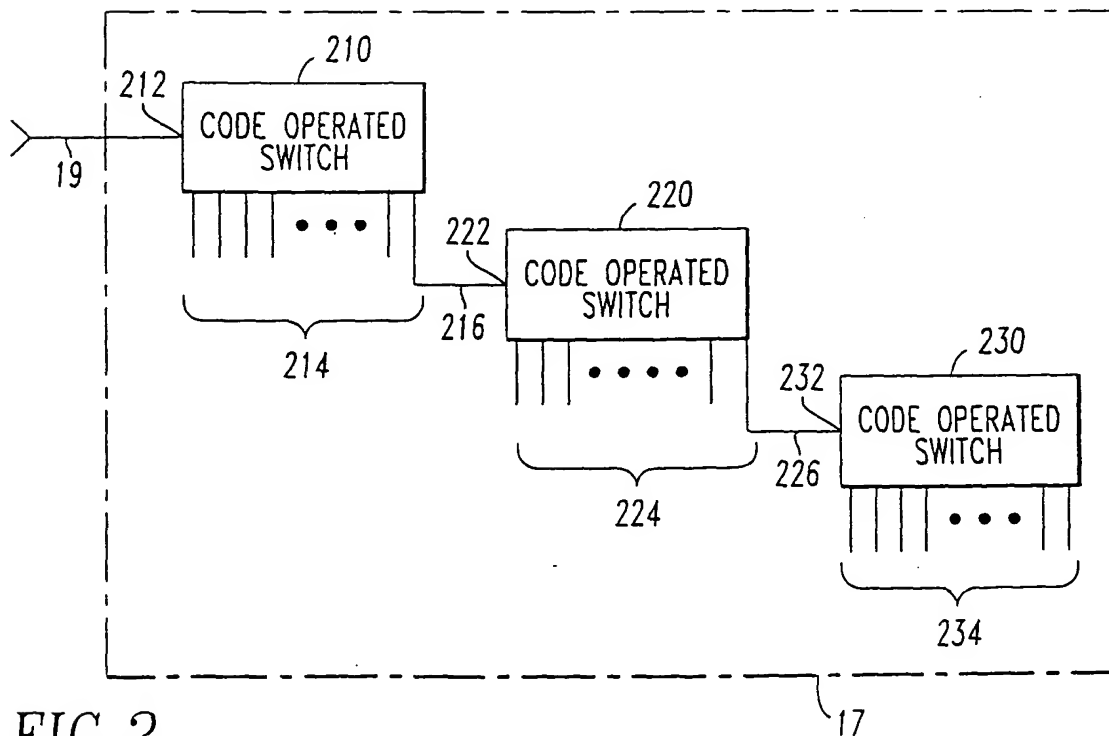 210
212
CODE OPERATED
SWITCH
19
220
222
CODE OPERATED
SWITCH
216
214
230
232
CODE OPERATED
SWITCH
226
224
234
17
FIG. 2